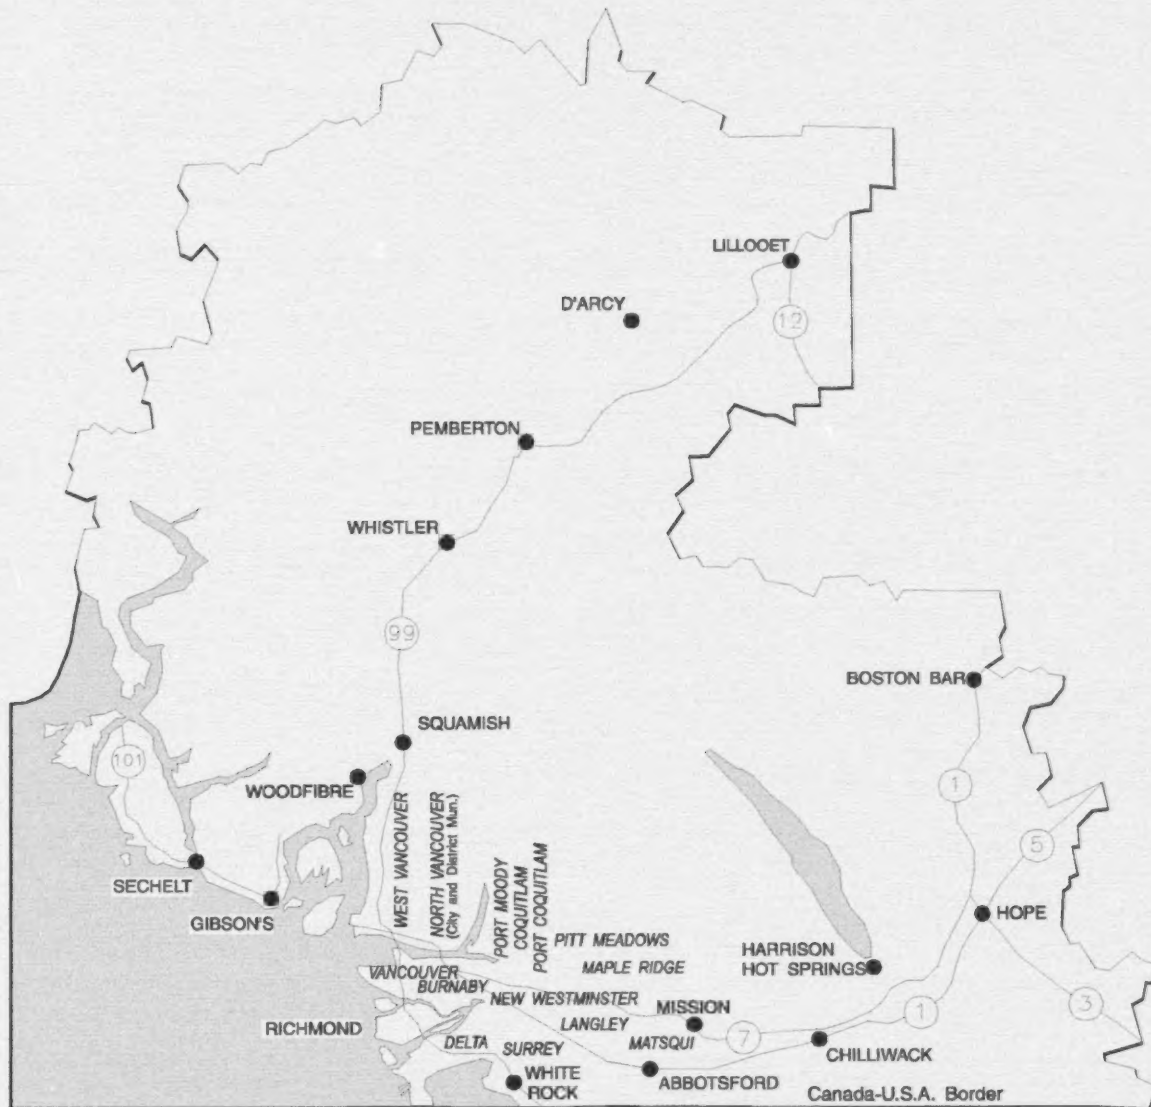 LILLOOET
D'ARCY
12
PEMBERTON
WHISTLER
99
BOSTON BAR
SQUAMISH
101
WOODFIBRE
1
5
WEST VANCOUVER
NORTH VANCOUVER
(City and District Mun.)
PORT MOODY
COQUITLAM
PORT COQUITLAM
SECHELT
GIBSON'S
HOPE
PITT MEADOWS
HARRISON
HOT SPRINGS
MAPLE RIDGE
VANCOUVER
BURNABY
NEW WESTMINSTER
3
MISSION
1
RICHMOND
LANGLEY
7
DELTA
SURREY
MATSQUI
CHILLIWACK
WHITE
ROCK
ABBOTSFORD
Canada-U.S.A. Border